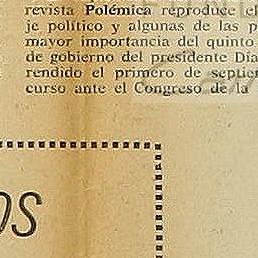 revista Polémica reproduce el
je político y algunas de las p
mayor importancia del quinto
de gobierno del presidente Día
rendido el primero de septien
curso ante el Congreso de la
OS